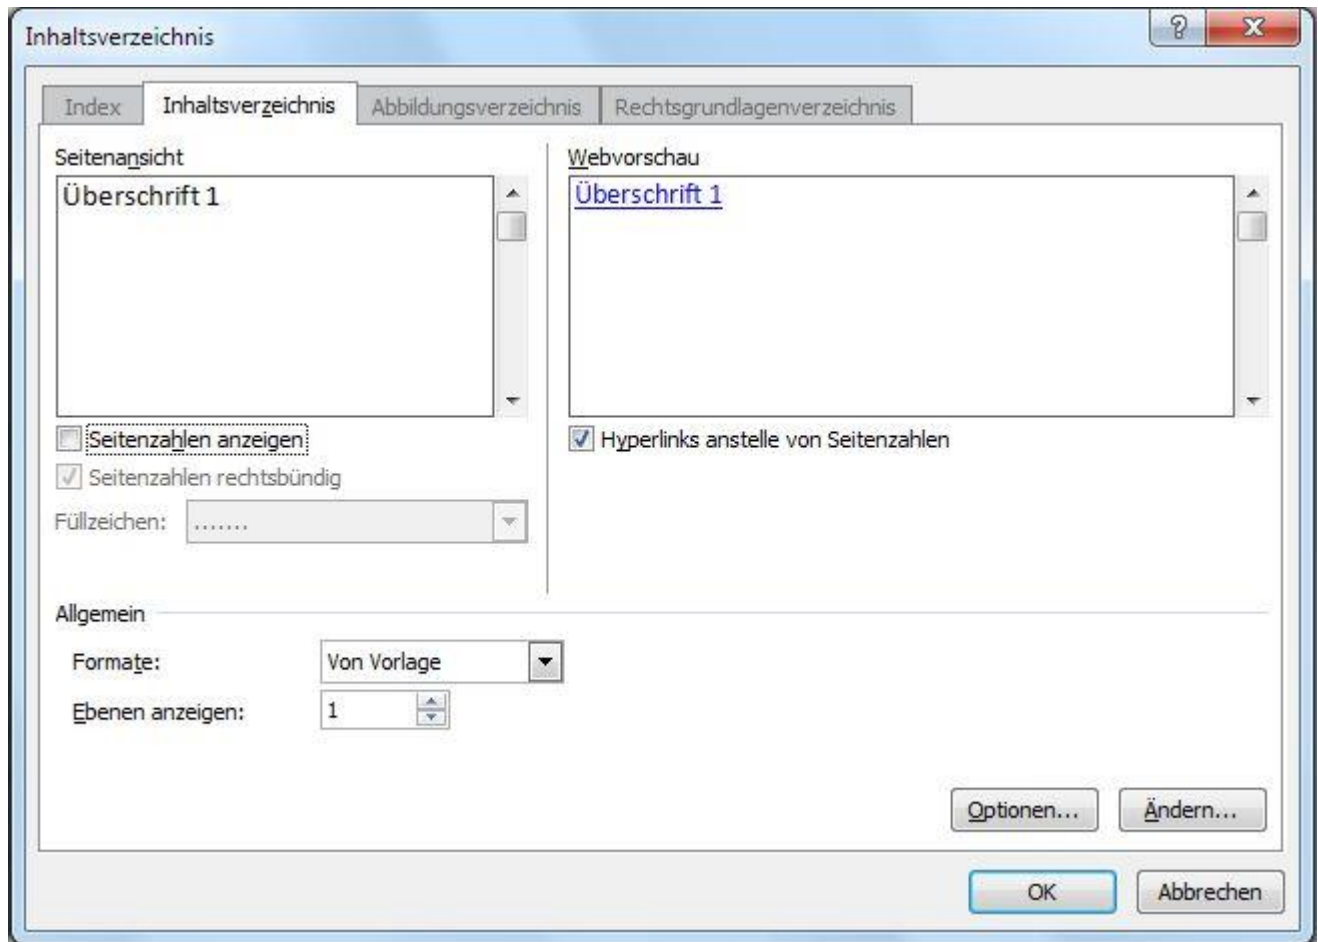 Inhaltsverzeichnis
Index Inhaltsverzeichnis Abbildungsverzeichnis Rechtsgrundlagenverzeichnis
Seitenansicht
Überschrift 1
Webvorschau
Überschrift 1
Seitenzahlen anzeigen
Hyperlinks anstelle von Seitenzahlen
Seitenzahlen rechtsbündig
Füllzeichen: .......
Allgemein
Formate: Von Vorlage
Ebenen anzeigen: 1
Optionen... Ändern...
OK Abbrechen